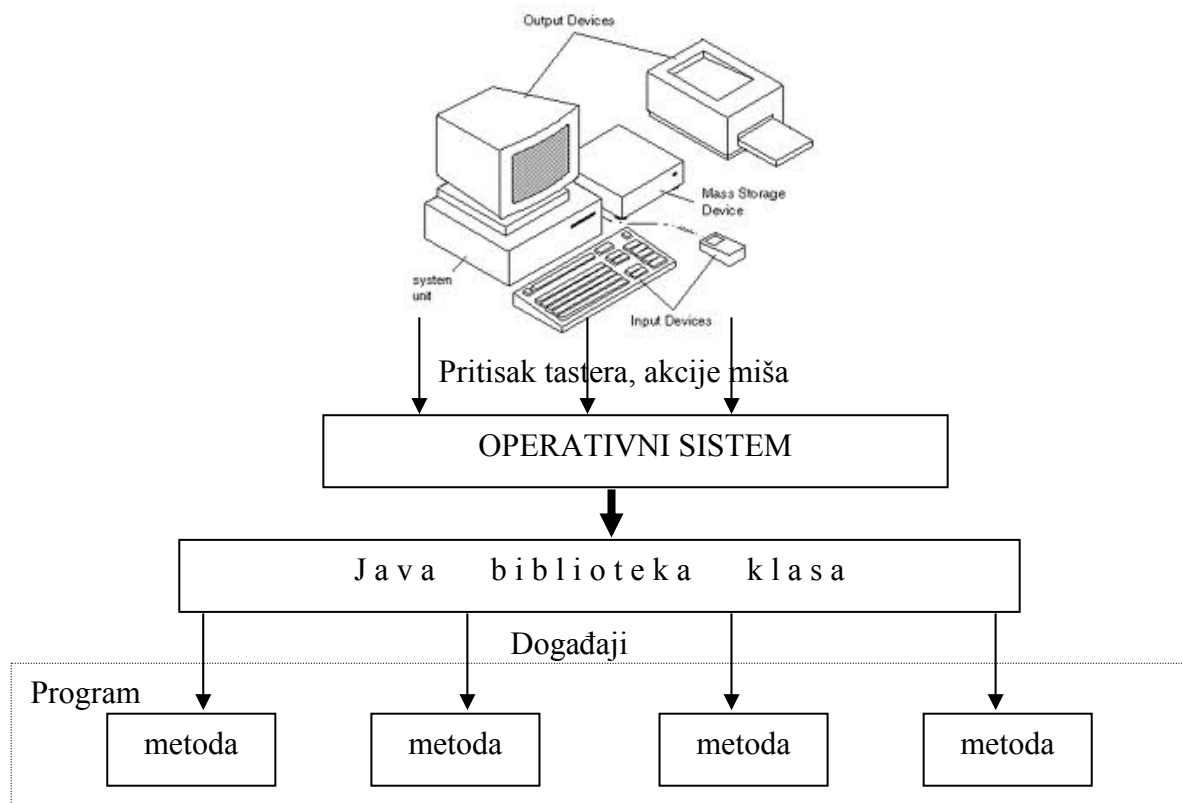 Output Devices
Mass Storage
Device
system
unit
Input Devices
Pritisak tastera, akcije miša
OPERATIVNI SISTEM
Java biblioteka klasa
Događaji
Program
metoda
metoda
metoda
metoda